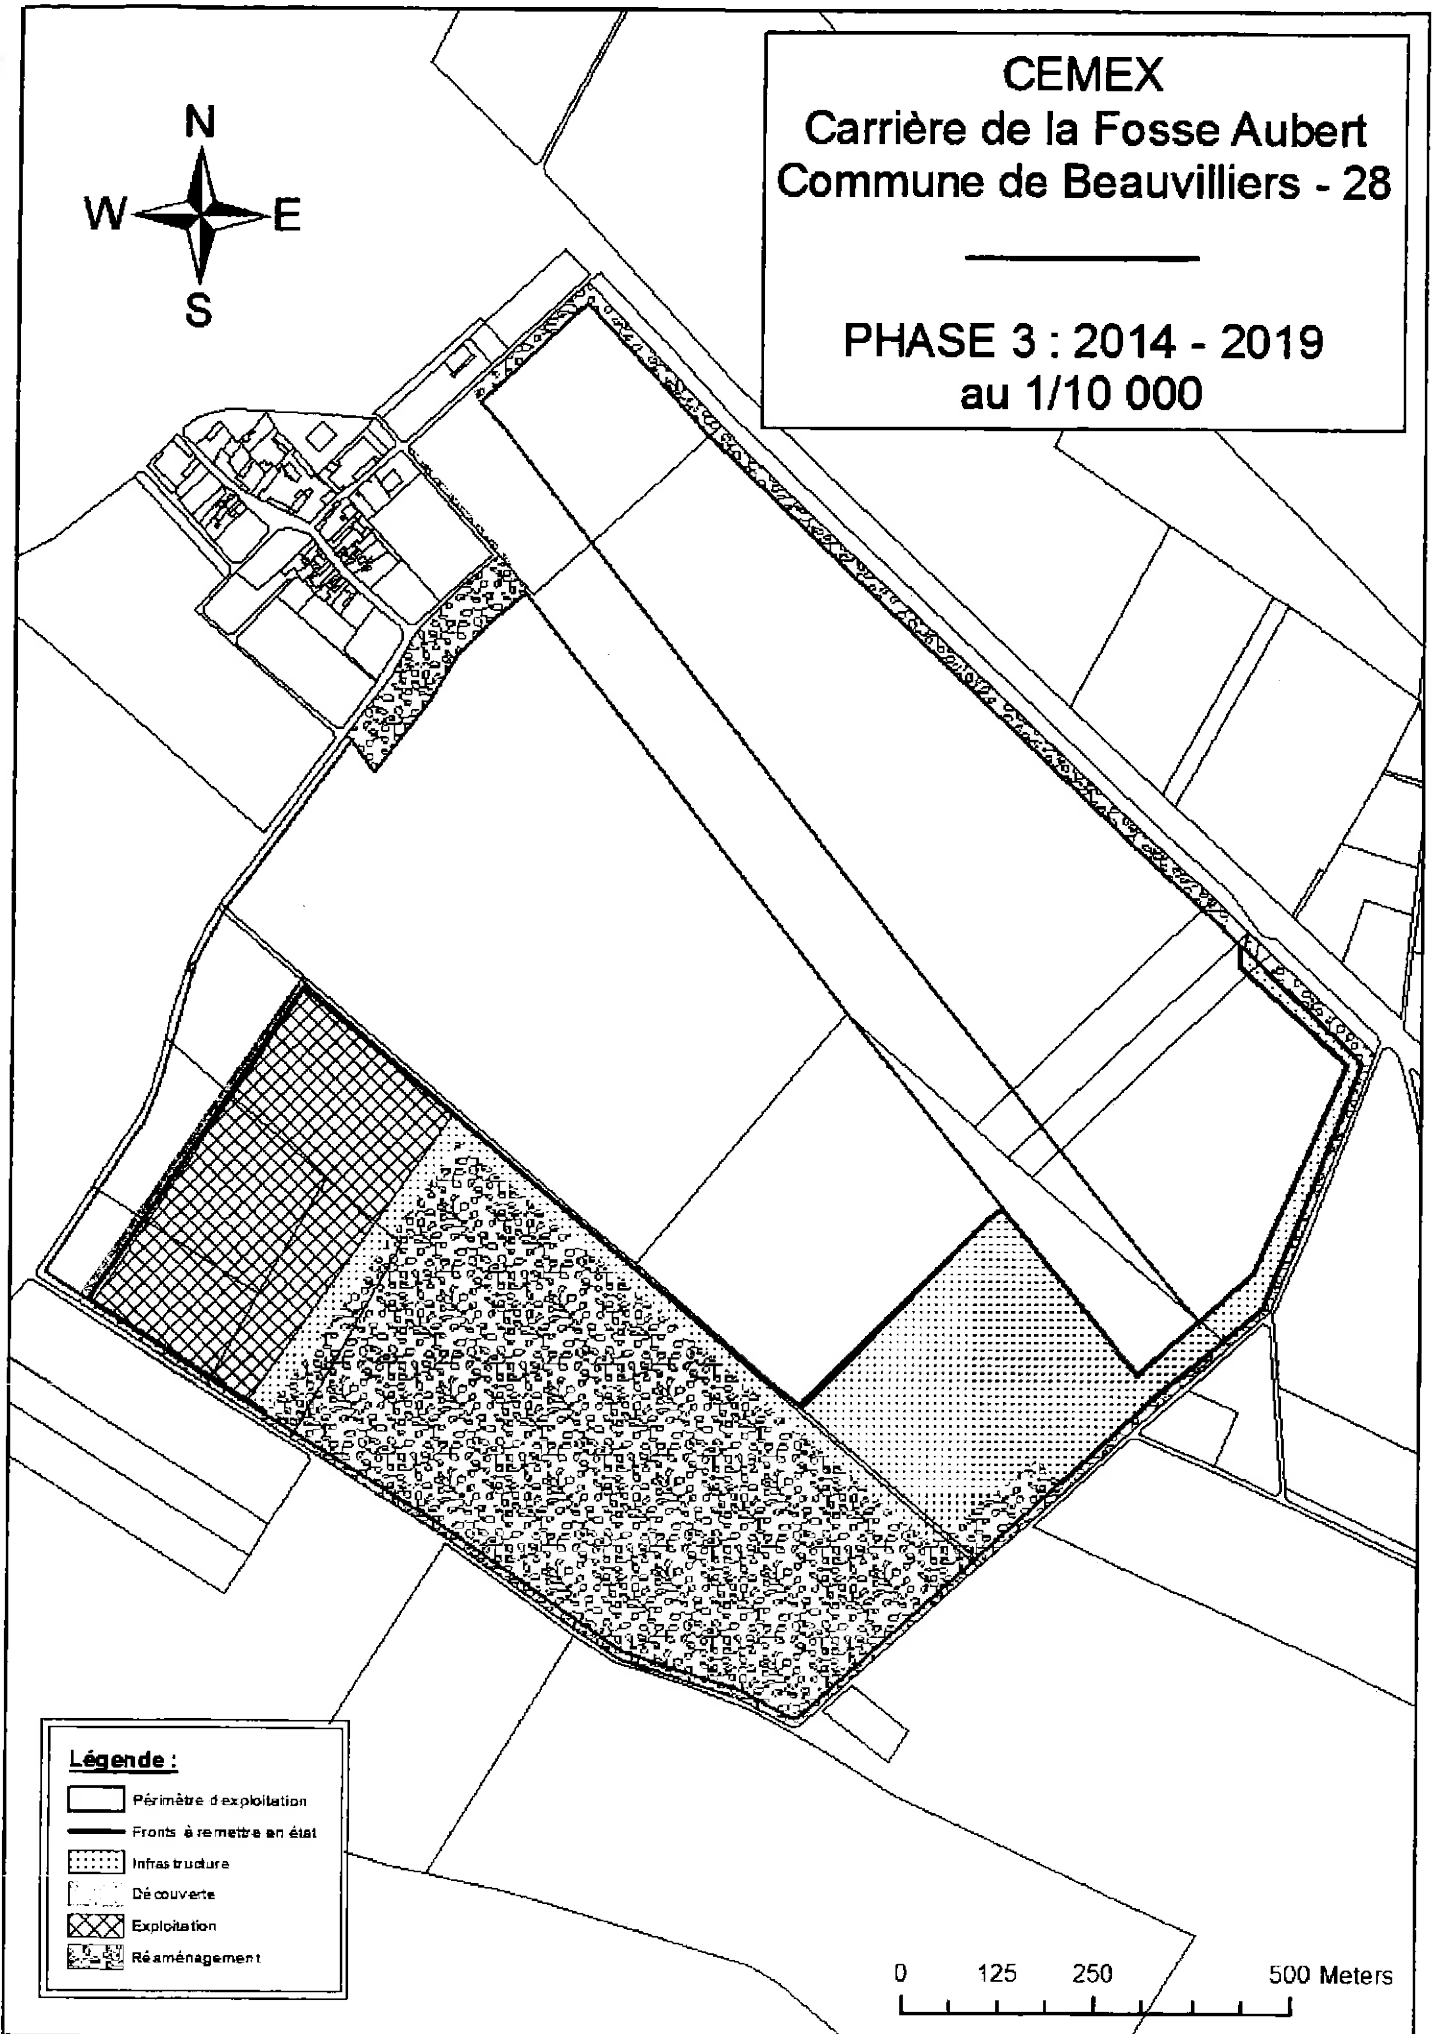 CEMEX
Carrière de la Fosse Aubert
Commune de Beauvilliers - 28
PHASE 3 : 2014 - 2019
au 1/10 000
N
W E
S
Légende :
Périmètre d'exploitation
Fronts à remettre en état
Infrastructure
Découverte
Exploitation
Réaménagement
0 125 250 500 Meters